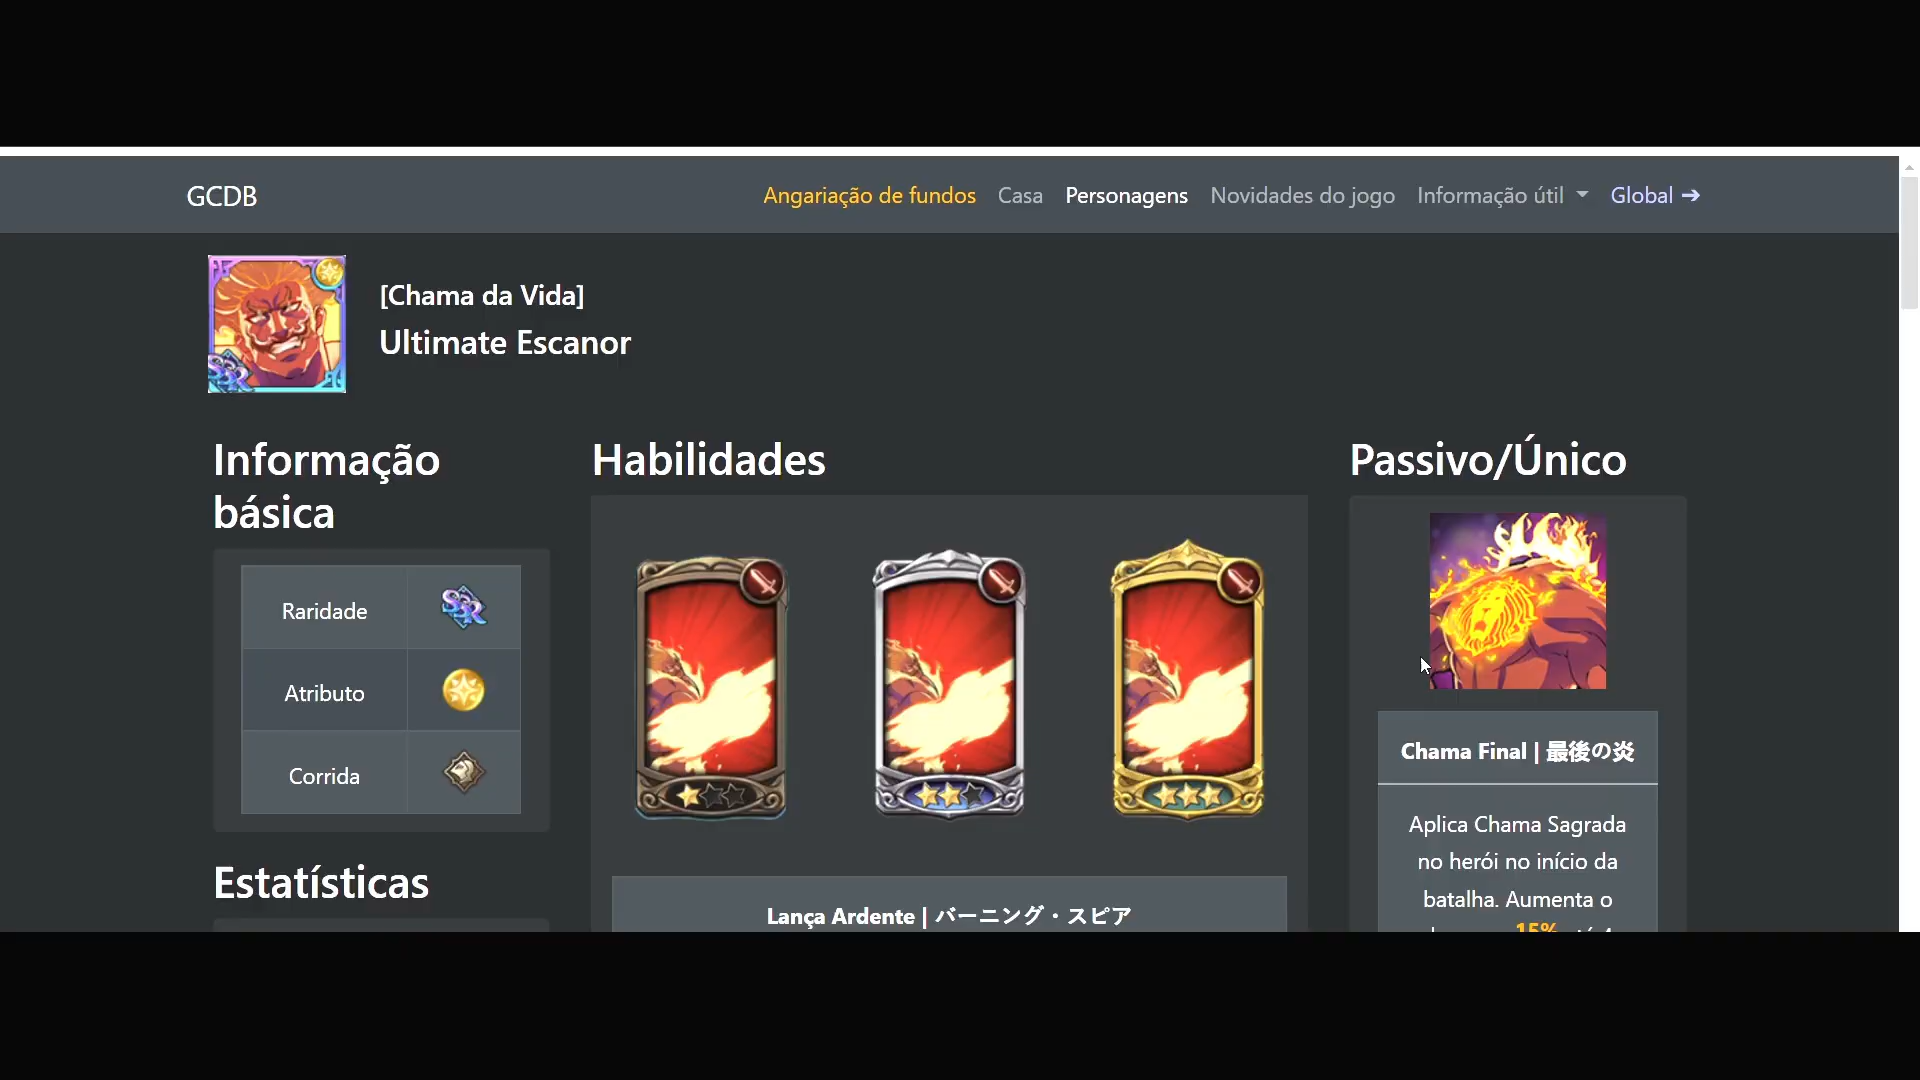 GCDB
Angariação de fundos
Casa
Personagens
Novidades do jogo
Informação útil
Global ➔
[Chama da Vida]
Ultimate Escanor
Informação
básica
Raridade
SSR
Atributo
Corrida
Estatísticas
Habilidades
Lança Ardente | バーニング・スピア
Passivo/Único
Chama Final | 最後の炎
Aplica Chama Sagrada
no herói no início da
batalha. Aumenta o
15%